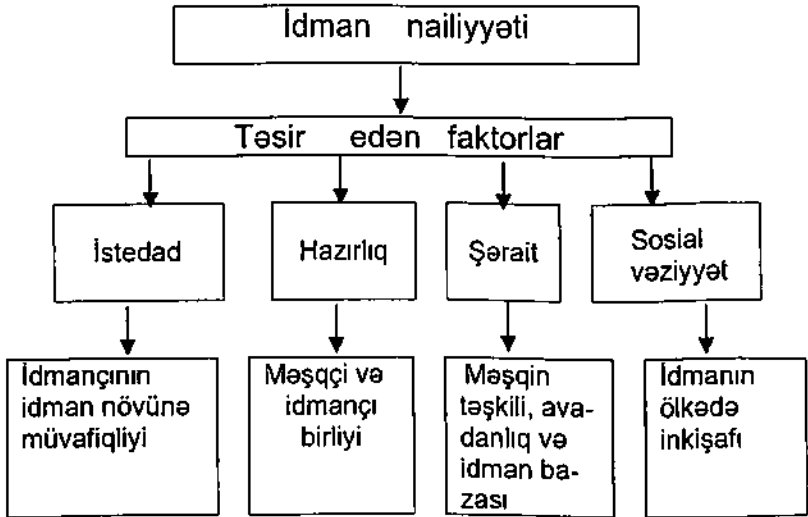 İdman nailiyyəti
Təsir edən faktorlar
İstedad
Hazırlıq
Şərait
Sosial
vəziyyət
İdmançının
idman növünə
müvafiqliyi
Məşqçi və
idmançı
birliyi
Məşqin
təşkili, ava-
danlıq və
idman ba-
zası
İdmanın
ölkədə
inkişafı